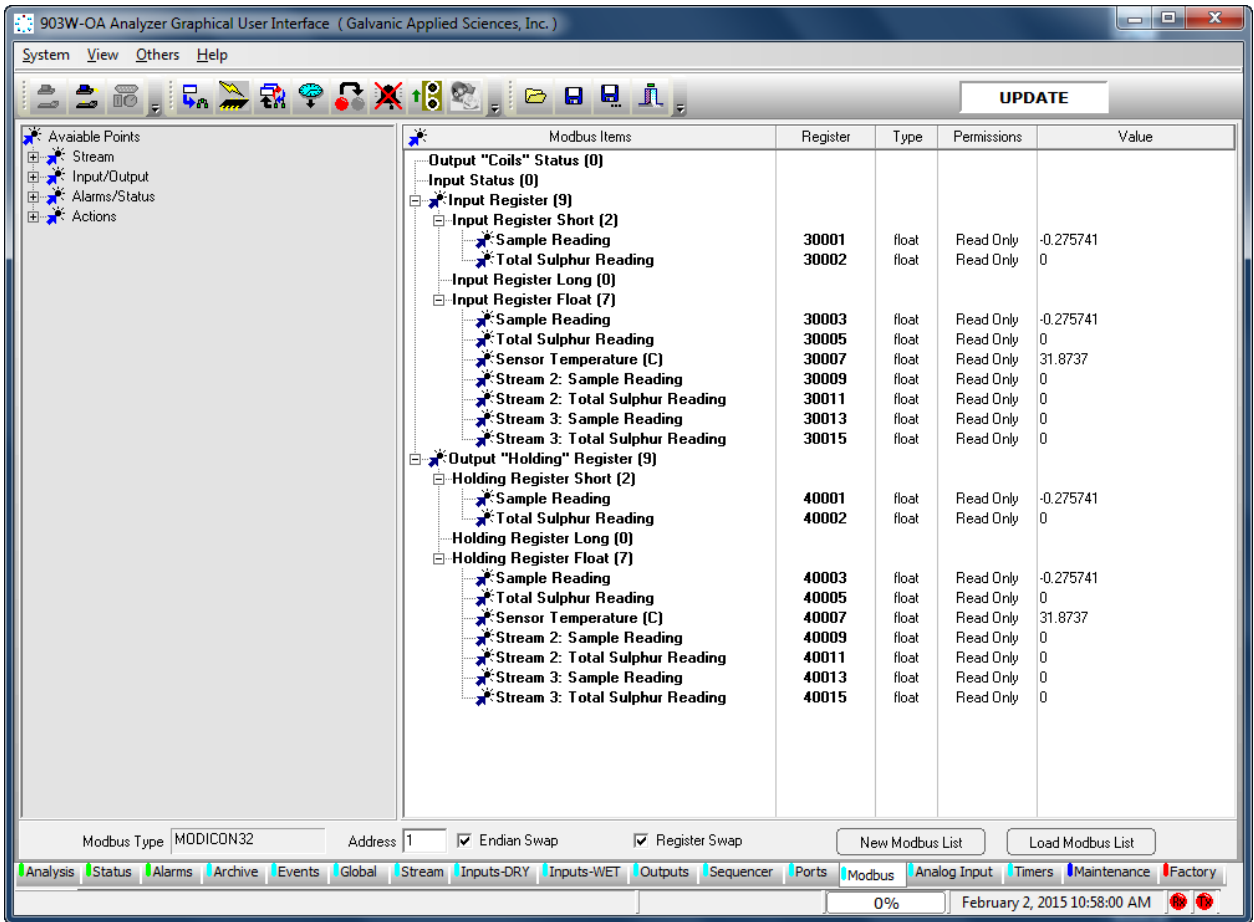 903W-OA Analyzer Graphical User Interface ( Galvanic Applied Sciences, Inc. )
System View Others Help
UPDATE
Avaiable Points
Stream
Input/Output
Alarms/Status
Actions
Modbus Items Register Type Permissions Value
Output "Coils" Status (0)
Input Status (0)
Input Register (9)
Input Register Short (2)
Sample Reading 30001 float Read Only -0.275741
Total Sulphur Reading 30002 float Read Only 0
Input Register Long (0)
Input Register Float (7)
Sample Reading 30003 float Read Only -0.275741
Total Sulphur Reading 30005 float Read Only 0
Sensor Temperature (C) 30007 float Read Only 31.8737
Stream 2: Sample Reading 30009 float Read Only 0
Stream 2: Total Sulphur Reading 30011 float Read Only 0
Stream 3: Sample Reading 30013 float Read Only 0
Stream 3: Total Sulphur Reading 30015 float Read Only 0
Output "Holding" Register (9)
Holding Register Short (2)
Sample Reading 40001 float Read Only -0.275741
Total Sulphur Reading 40002 float Read Only 0
Holding Register Long (0)
Holding Register Float (7)
Sample Reading 40003 float Read Only -0.275741
Total Sulphur Reading 40005 float Read Only 0
Sensor Temperature (C) 40007 float Read Only 31.8737
Stream 2: Sample Reading 40009 float Read Only 0
Stream 2: Total Sulphur Reading 40011 float Read Only 0
Stream 3: Sample Reading 40013 float Read Only 0
Stream 3: Total Sulphur Reading 40015 float Read Only 0
Modbus Type MODICON32 Address 1 Endian Swap Register Swap New Modbus List Load Modbus List
Analysis Status Alarms Archive Events Global Stream Inputs-DRY Inputs-WET Outputs Sequencer Ports Modbus Analog Input Timers Maintenance Factory
0% February 2, 2015 10:58:00 AM Rx Tx